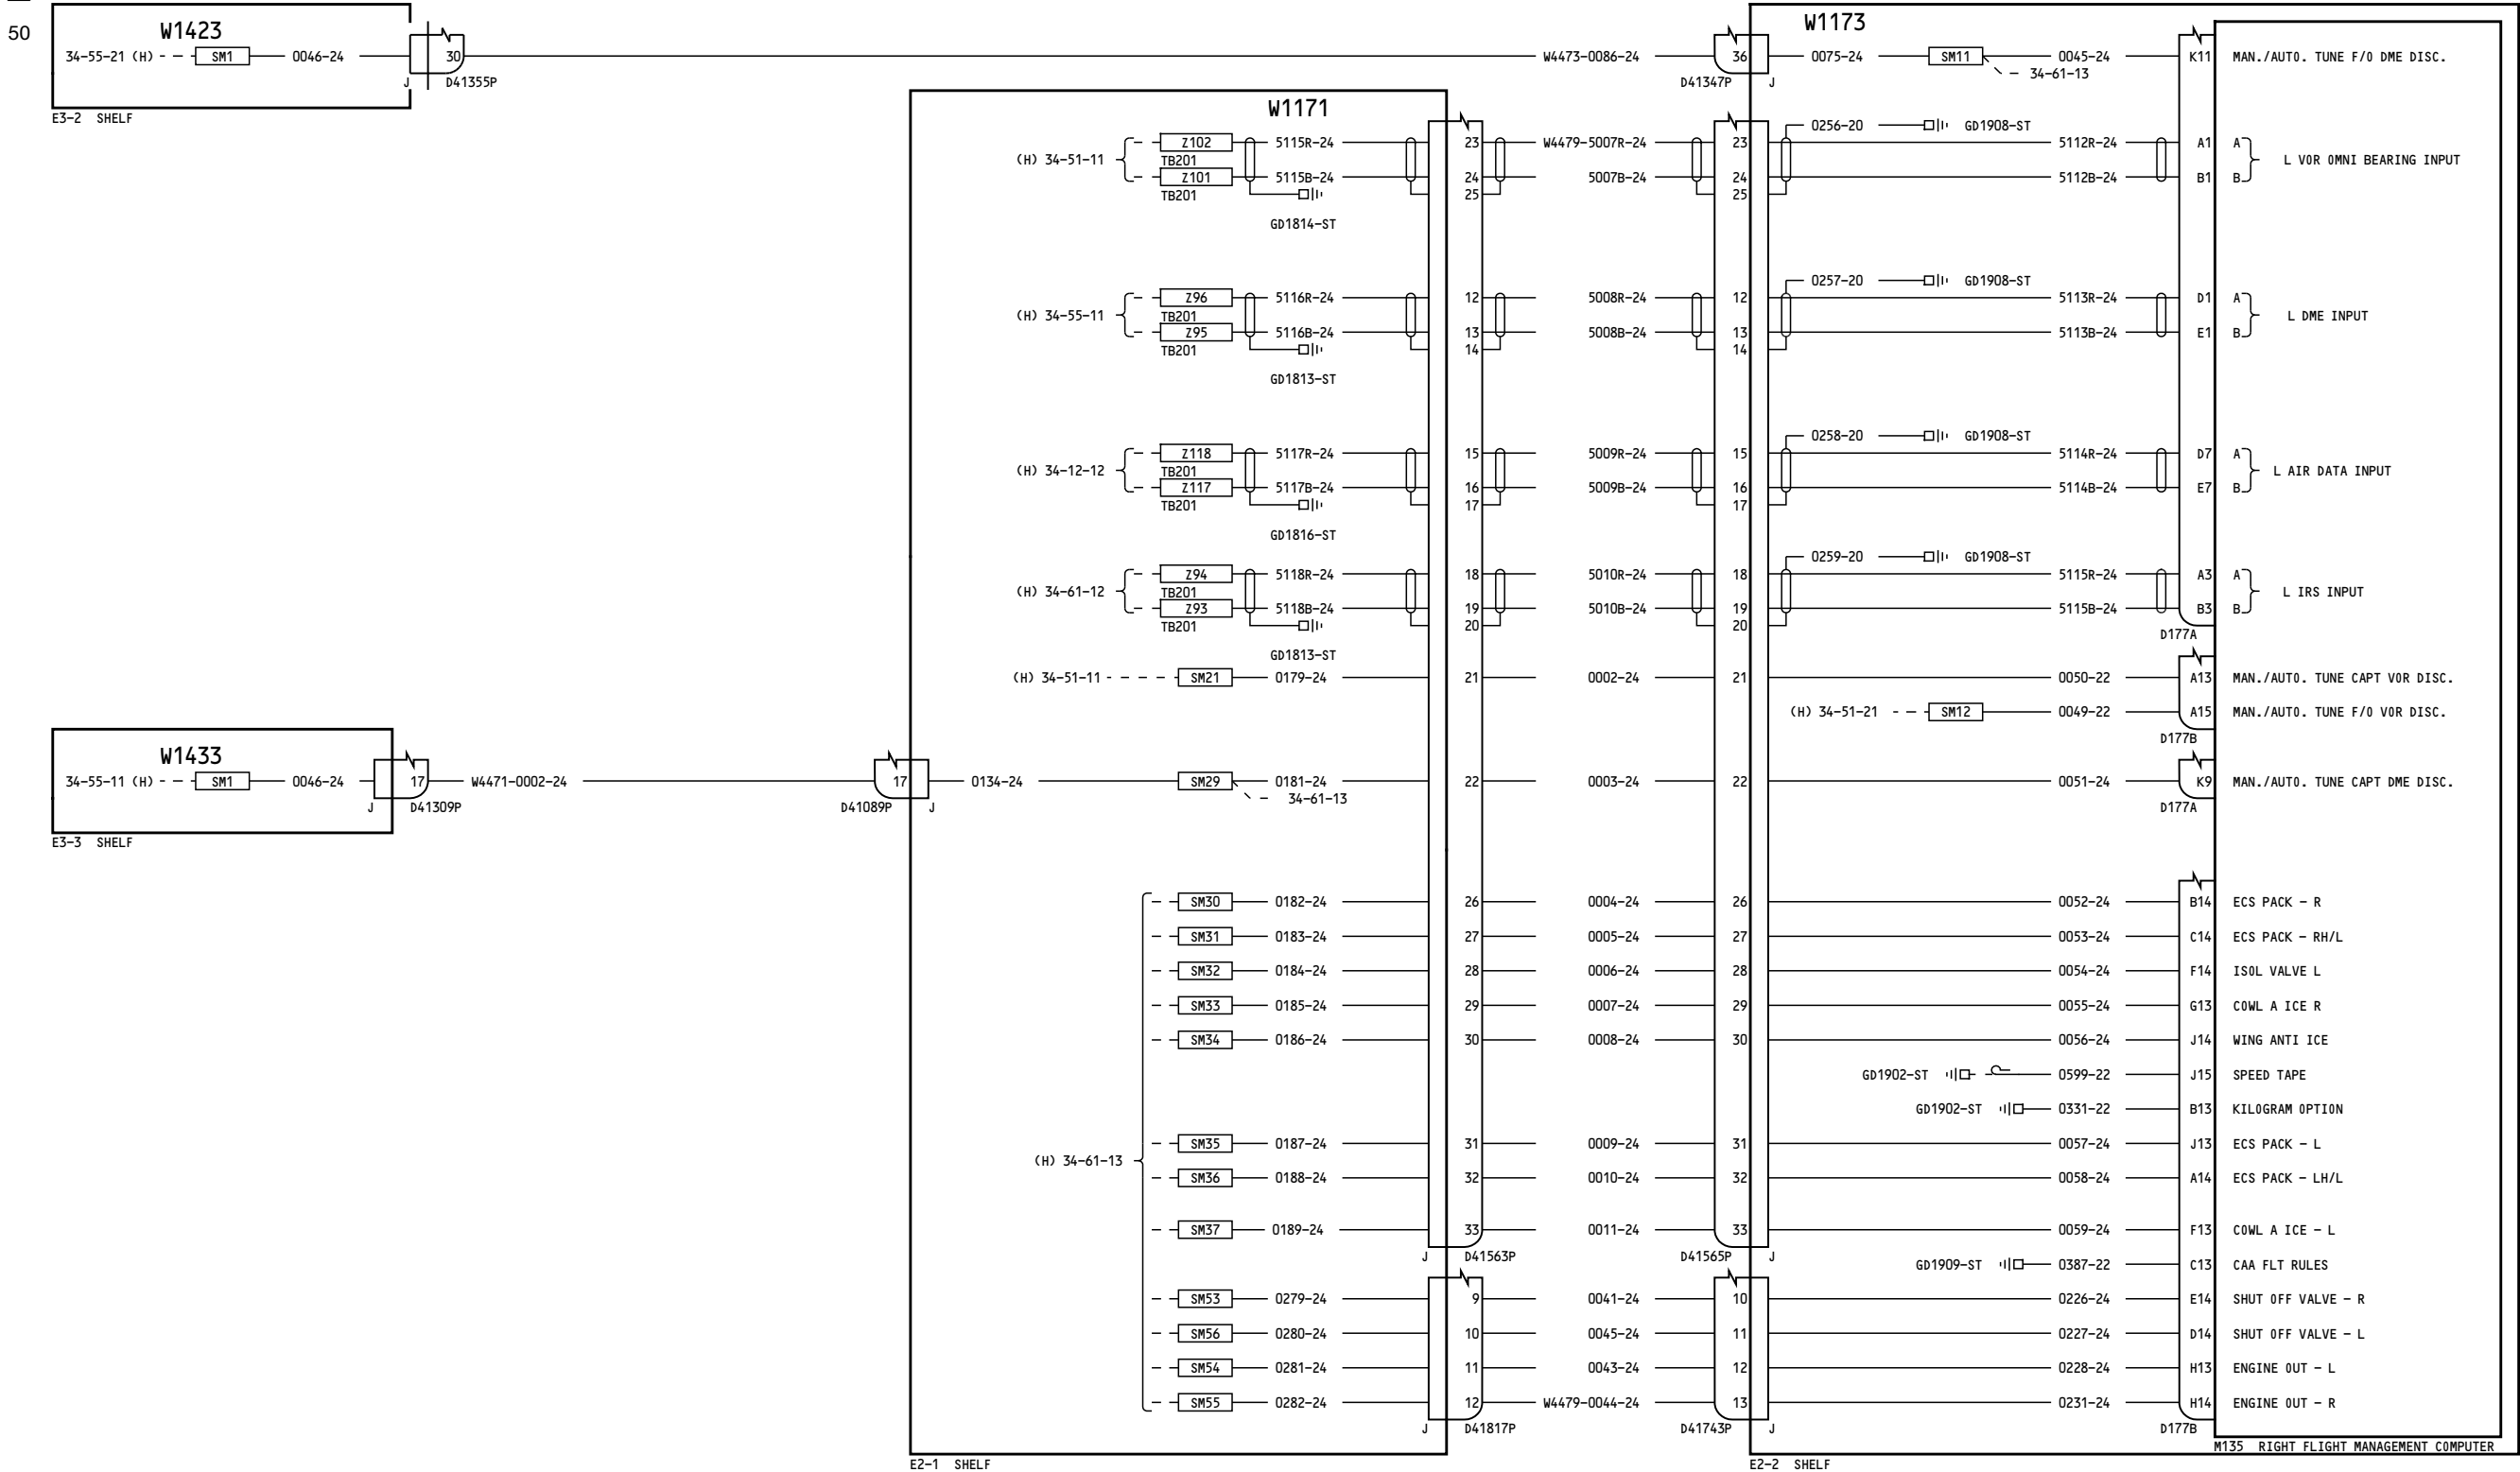 50
W1423
34-55-21 (H) SM1 0046-24 30 W4473-0086-24 36
J D41355P D41347P J
E3-2 SHELF
W1173
0075-24 SM11 0045-24 K11 MAN./AUTO. TUNE F/O DME DISC.
34-61-13
W1171
0256-20 GD1908-ST
(H) 34-51-11
Z102 5115R-24 23 W4479-5007R-24 23 5112R-24 A1 A
TB201
L VOR OMNI BEARING INPUT
Z101 5115B-24 24 5007B-24 24 5112B-24 B1 B
TB201 25 25
GD1814-ST
0257-20 GD1908-ST
(H) 34-55-11
Z96 5116R-24 12 5008R-24 12 5113R-24 D1 A
TB201
L DME INPUT
Z95 5116B-24 13 5008B-24 13 5113B-24 E1 B
TB201 14 14
GD1813-ST
0258-20 GD1908-ST
(H) 34-12-12
Z118 5117R-24 15 5009R-24 15 5114R-24 D7 A
TB201
L AIR DATA INPUT
Z117 5117B-24 16 5009B-24 16 5114B-24 E7 B
TB201 17 17
GD1816-ST
0259-20 GD1908-ST
(H) 34-61-12
Z94 5118R-24 18 5010R-24 18 5115R-24 A3 A
TB201
L IRS INPUT
Z93 5118B-24 19 5010B-24 19 5115B-24 B3 B
TB201 20 20
D177A
GD1813-ST
(H) 34-51-11 SM21 0179-24 21 0002-24 21 0050-22 A13 MAN./AUTO. TUNE CAPT VOR DISC.
(H) 34-51-21 SM12 0049-22 A15 MAN./AUTO. TUNE F/O VOR DISC.
D177B
W1433
34-55-11 (H) SM1 0046-24 17 W4471-0002-24 17 0134-24 SM29 0181-24 22 0003-24 22 0051-24 K9 MAN./AUTO. TUNE CAPT DME DISC.
34-61-13
J D41309P D41089P J D177A
E3-3 SHELF
SM30 0182-24 26 0004-24 26 0052-24 B14 ECS PACK - R
SM31 0183-24 27 0005-24 27 0053-24 C14 ECS PACK - RH/L
SM32 0184-24 28 0006-24 28 0054-24 F14 ISOL VALVE L
SM33 0185-24 29 0007-24 29 0055-24 G13 COWL A ICE R
SM34 0186-24 30 0008-24 30 0056-24 J14 WING ANTI ICE
GD1902-ST 0599-22 J15 SPEED TAPE
GD1902-ST 0331-22 B13 KILOGRAM OPTION
SM35 0187-24 31 0009-24 31 0057-24 J13 ECS PACK - L
(H) 34-61-13
SM36 0188-24 32 0010-24 32 0058-24 A14 ECS PACK - LH/L
SM37 0189-24 33 0011-24 33 0059-24 F13 COWL A ICE - L
J D41563P D41565P J
GD1909-ST 0387-22 C13 CAA FLT RULES
SM53 0279-24 9 0041-24 10 0226-24 E14 SHUT OFF VALVE - R
SM56 0280-24 10 0045-24 11 0227-24 D14 SHUT OFF VALVE - L
SM54 0281-24 11 0043-24 12 0228-24 H13 ENGINE OUT - L
SM55 0282-24 12 W4479-0044-24 13 0231-24 H14 ENGINE OUT - R
J D41817P D41743P J D177B
M135 RIGHT FLIGHT MANAGEMENT COMPUTER
E2-1 SHELF E2-2 SHELF